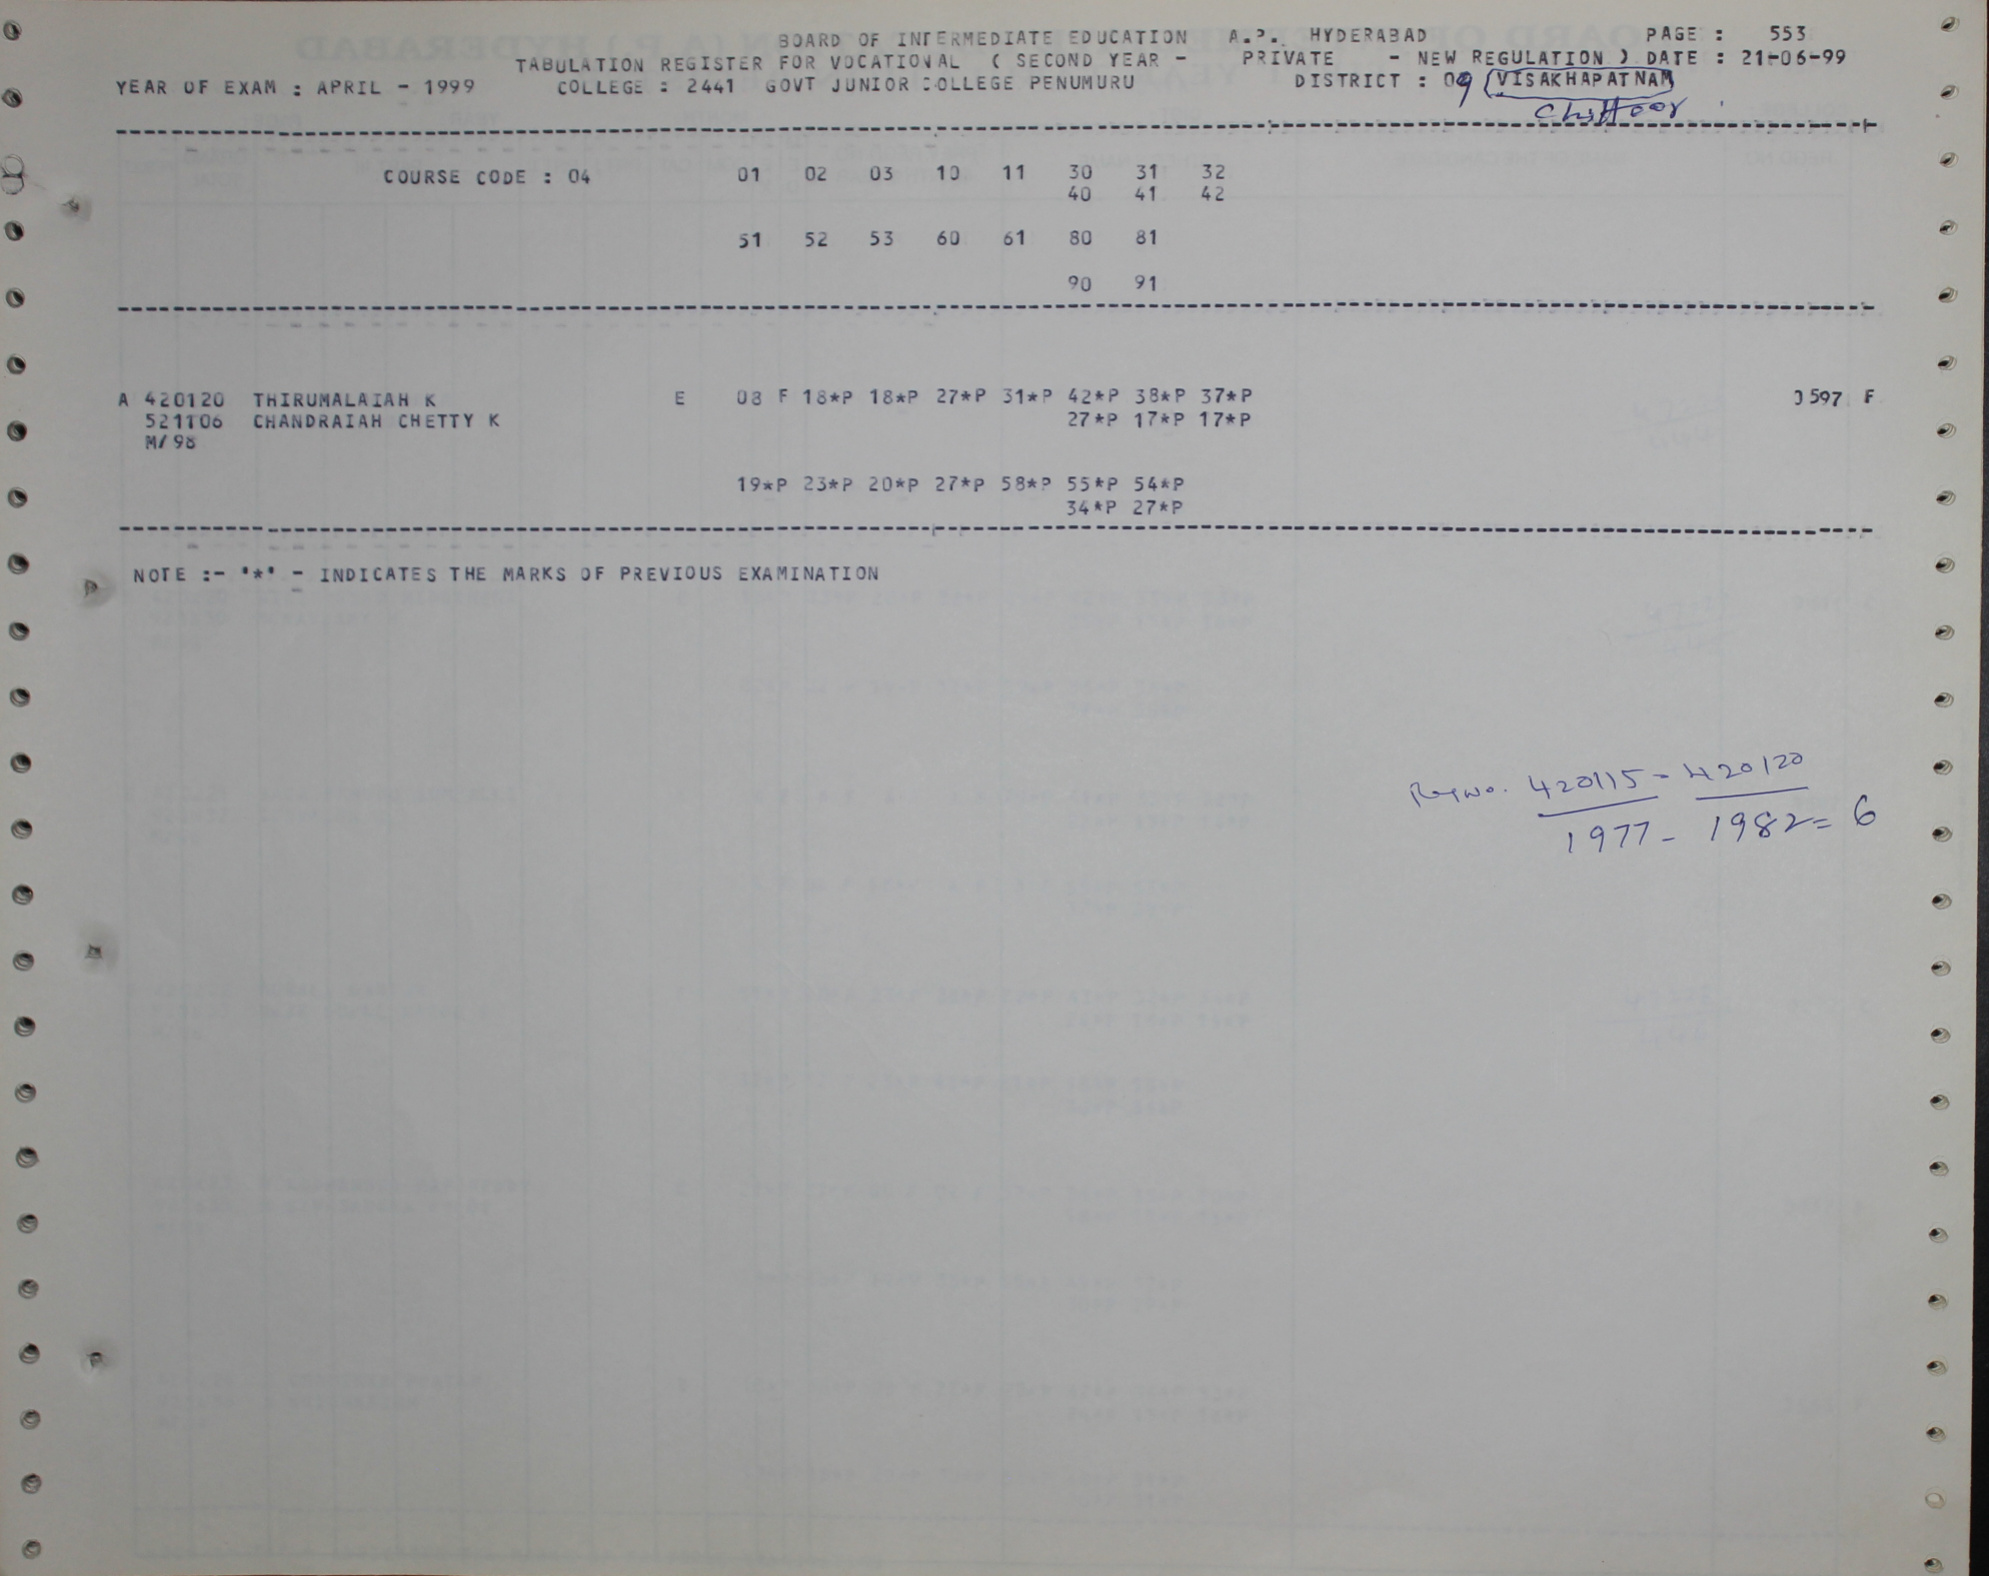 BOARD OF INTERMEDIATE EDUCATION A.P. HYDERABAD PAGE : 553
TABULATION REGISTER FOR VOCATIONAL ( SECOND YEAR - PRIVATE - NEW REGULATION ) DATE : 21-06-99
YEAR OF EXAM : APRIL - 1999 COLLEGE : 2441 GOVT JUNIOR COLLEGE PENUMURU DISTRICT : 09 (VISAKHAPATNAM
Chittoor
COURSE CODE : 04 01 02 03 10 11 30 31 32
40 41 42
51 52 53 60 61 80 81
90 91
A 420120 THIRUMALAIAH K E 08 F 18*P 18*P 27*P 31*P 42*P 38*P 37*P 0597 F
521106 CHANDRAIAH CHETTY K 27*P 17*P 17*P
M/98
19*P 23*P 20*P 27*P 58*P 55*P 54*P
34*P 27*P
NOTE :- '*' - INDICATES THE MARKS OF PREVIOUS EXAMINATION
Regno. 420115 - 420120
1977 - 1982 = 6